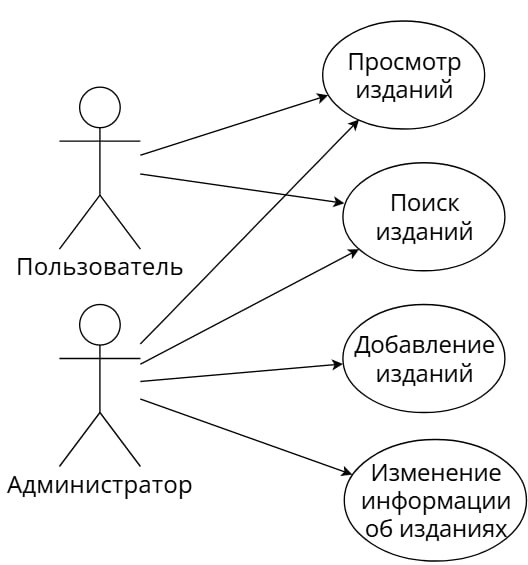 Просмотр
изданий
Поиск
изданий
Пользователь
Добавление
изданий
Администратор
Изменение
информации
об изданиях